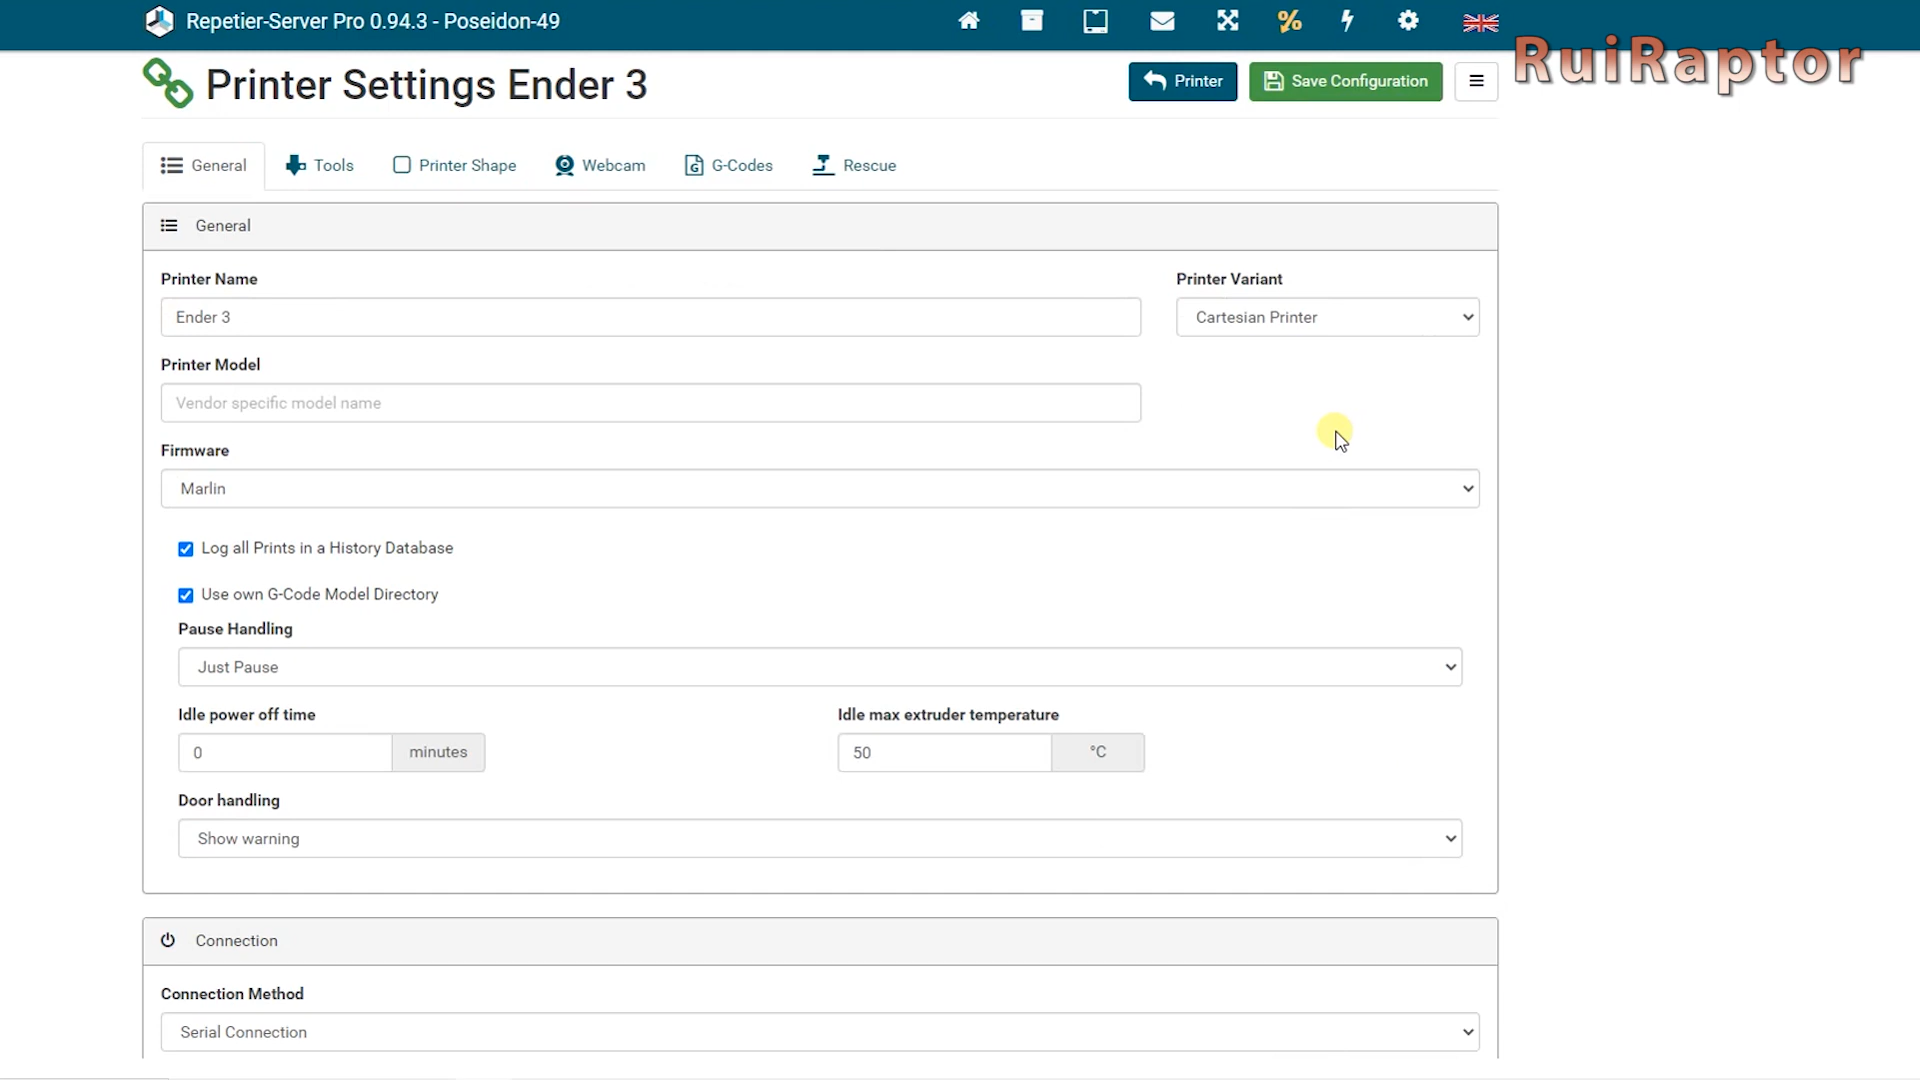 Repetier-Server Pro 0.94.3 - Poseidon-49
RuiRaptor
Printer Settings Ender 3
Printer
Save Configuration
General
Tools
Printer Shape
Webcam
G-Codes
Rescue
General
Printer Name
Printer Variant
Ender 3
Cartesian Printer
Printer Model
Vendor specific model name
Firmware
Marlin
Log all Prints in a History Database
Use own G-Code Model Directory
Pause Handling
Just Pause
Idle power off time
Idle max extruder temperature
0 minutes
50 °C
Door handling
Show warning
Connection
Connection Method
Serial Connection